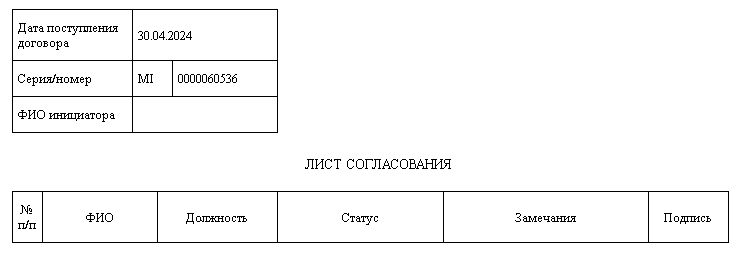 Дата поступления
договора
30.04.2024
Серия/номер
MI
0000060536
ФИО инициатора
ЛИСТ СОГЛАСОВАНИЯ
№
п/п
ФИО
Должность
Статус
Замечания
Подпись